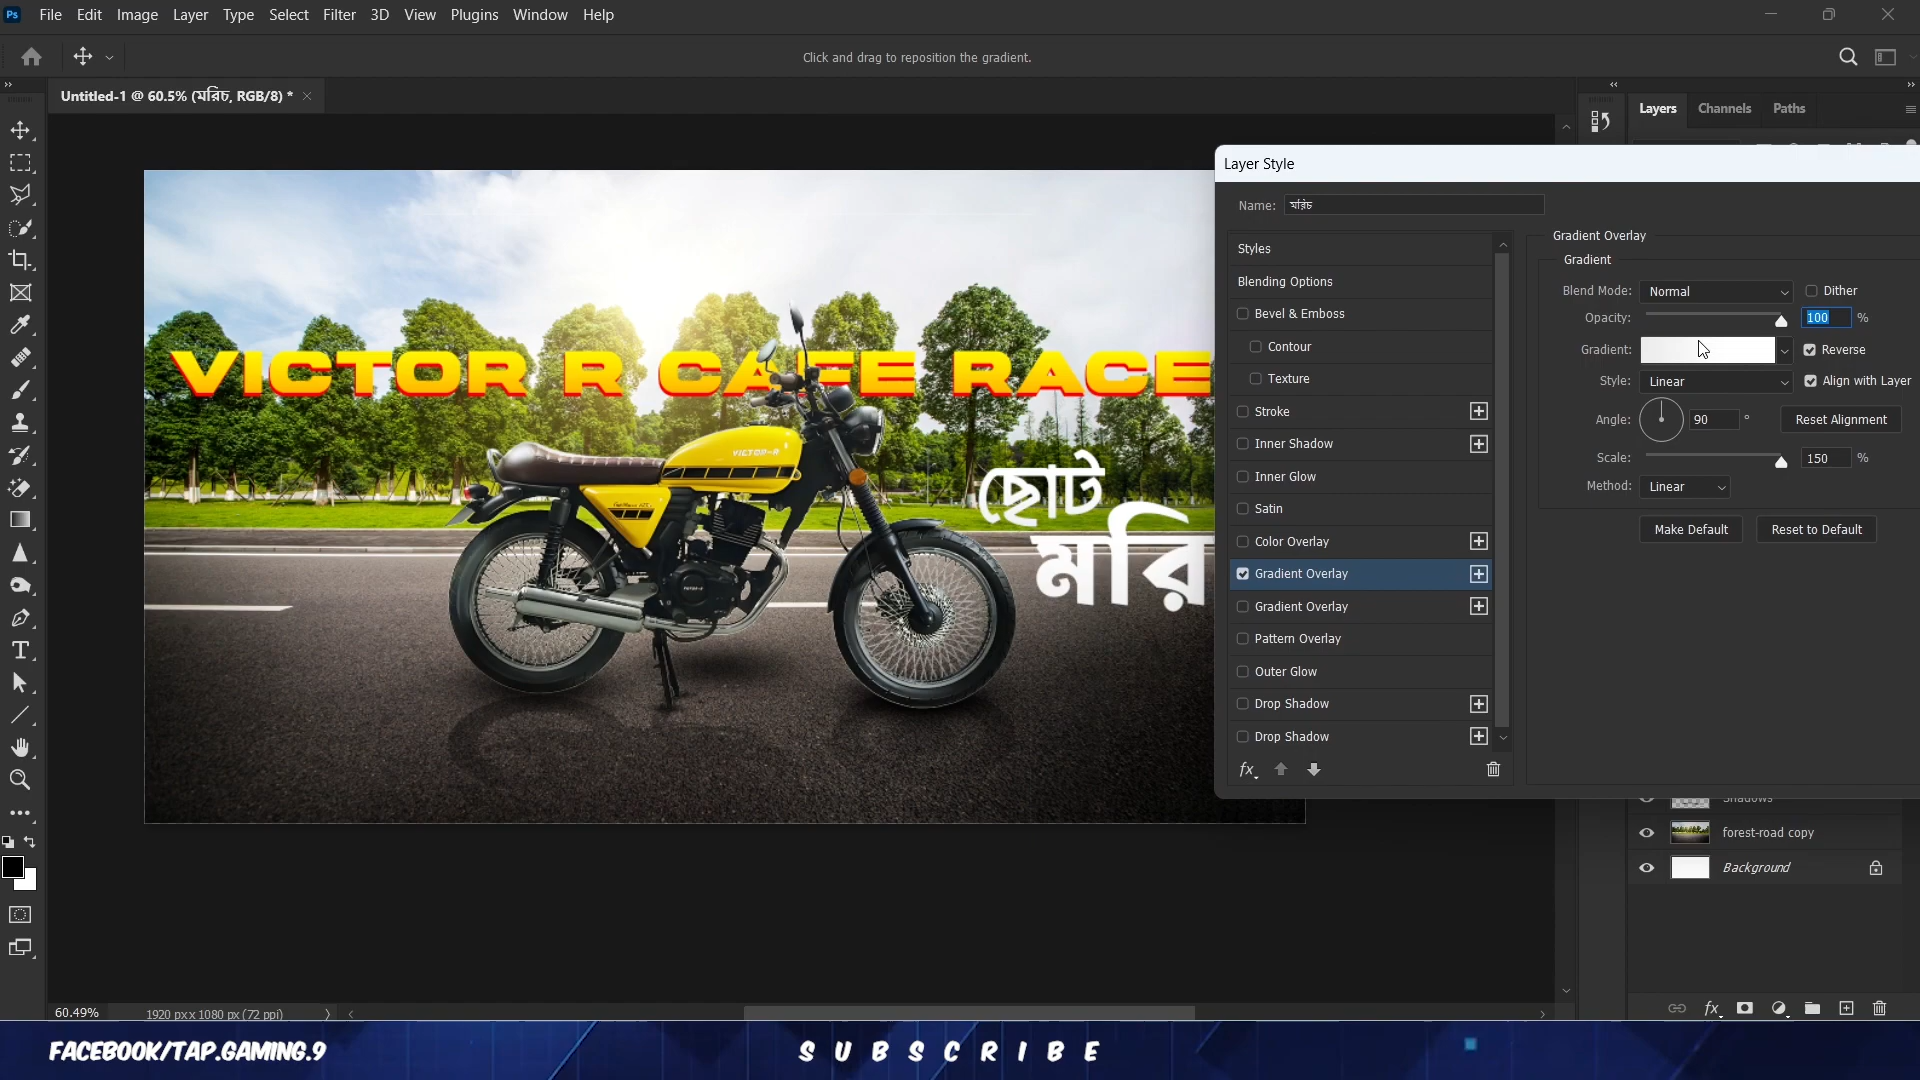 Ps File Edit Image Layer Type Select Filter 3D View Plugins Window Help
Click and drag to reposition the gradient.
Untitled-1 @ 60.5% (মরিচ, RGB/8) *
Layers Channels Paths
Layer Style
Name: মরিচ
Styles
Blending Options
Bevel & Emboss
Contour
Texture
Stroke
Inner Shadow
Inner Glow
Satin
Color Overlay
Gradient Overlay
Gradient Overlay
Pattern Overlay
Outer Glow
Drop Shadow
Drop Shadow
fx
Gradient Overlay
Gradient
Blend Mode: Normal Dither
Opacity: 100 %
Gradient: Reverse
Style: Linear Align with Layer
Angle: 90 ° Reset Alignment
Scale: 150 %
Method: Linear
Make Default Reset to Default
VICTOR R CAFE RACE
VICTOR-R
ছোট
মরি
Shadows
forest-road copy
Background
fx
60.49% 1920 px x 1080 px (72 ppi)
FACEBOOK/TAP.GAMING.9 SUBSCRIBE